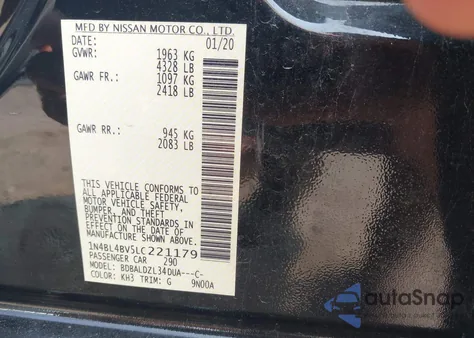 MFD BY NISSAN MOTOR CO., LTD.
DATE: 01/20
GVWR: 1963 KG
4328 LB
GAWR FR.: 1097 KG
2418 LB
GAWR RR.: 945 KG
2083 LB
THIS VEHICLE CONFORMS TO
ALL APPLICABLE FEDERAL
MOTOR VEHICLE SAFETY,
BUMPER, AND THEFT
PREVENTION STANDARDS
IN EFFECT ON THE DATE OF
MANUFACTURE SHOWN ABOVE.
1N4BL4BV5LC221179
PASSENGER CAR 290
MODEL: BDBALDZL34DUA---C-
COLOR: KH3 TRIM: G 9N00A
autoSnap